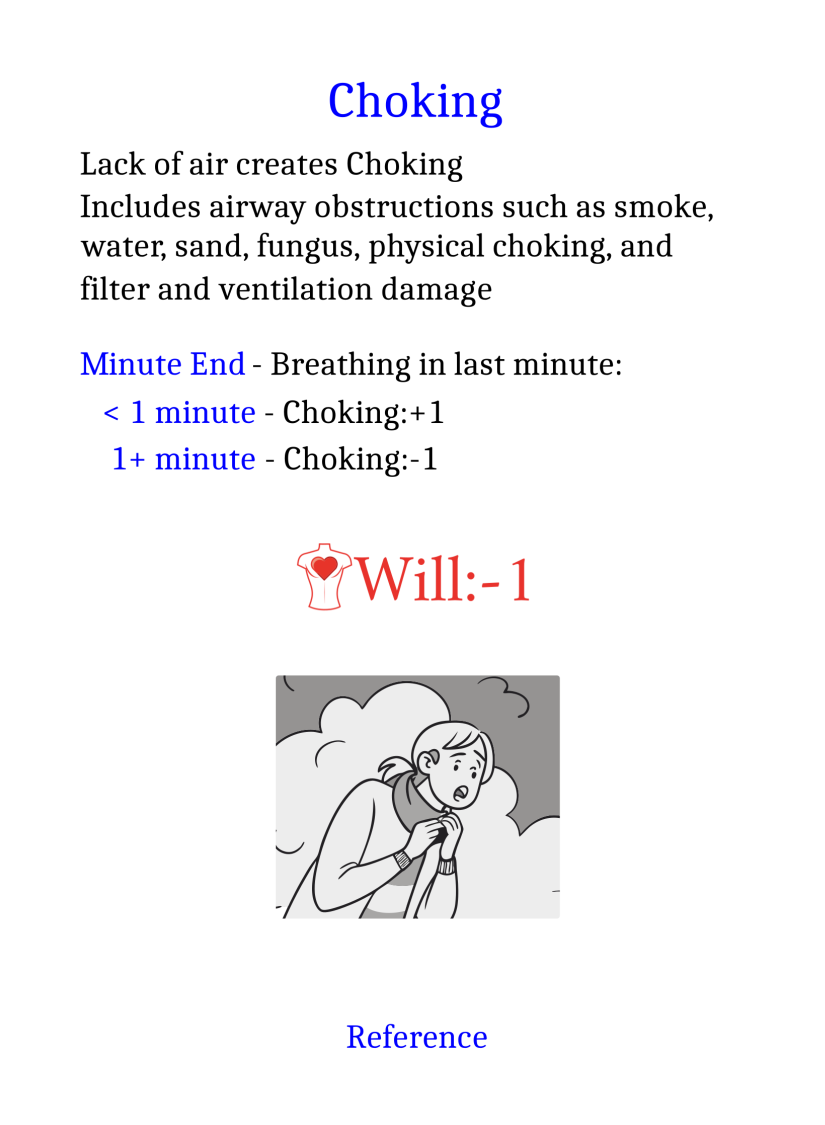 Choking
Lack of air creates Choking
Includes airway obstructions such as smoke,
water, sand, fungus, physical choking, and
filter and ventilation damage
Minute End - Breathing in last minute:
< 1 minute - Choking:+1
1+ minute - Choking:-1
Will:-1
Reference